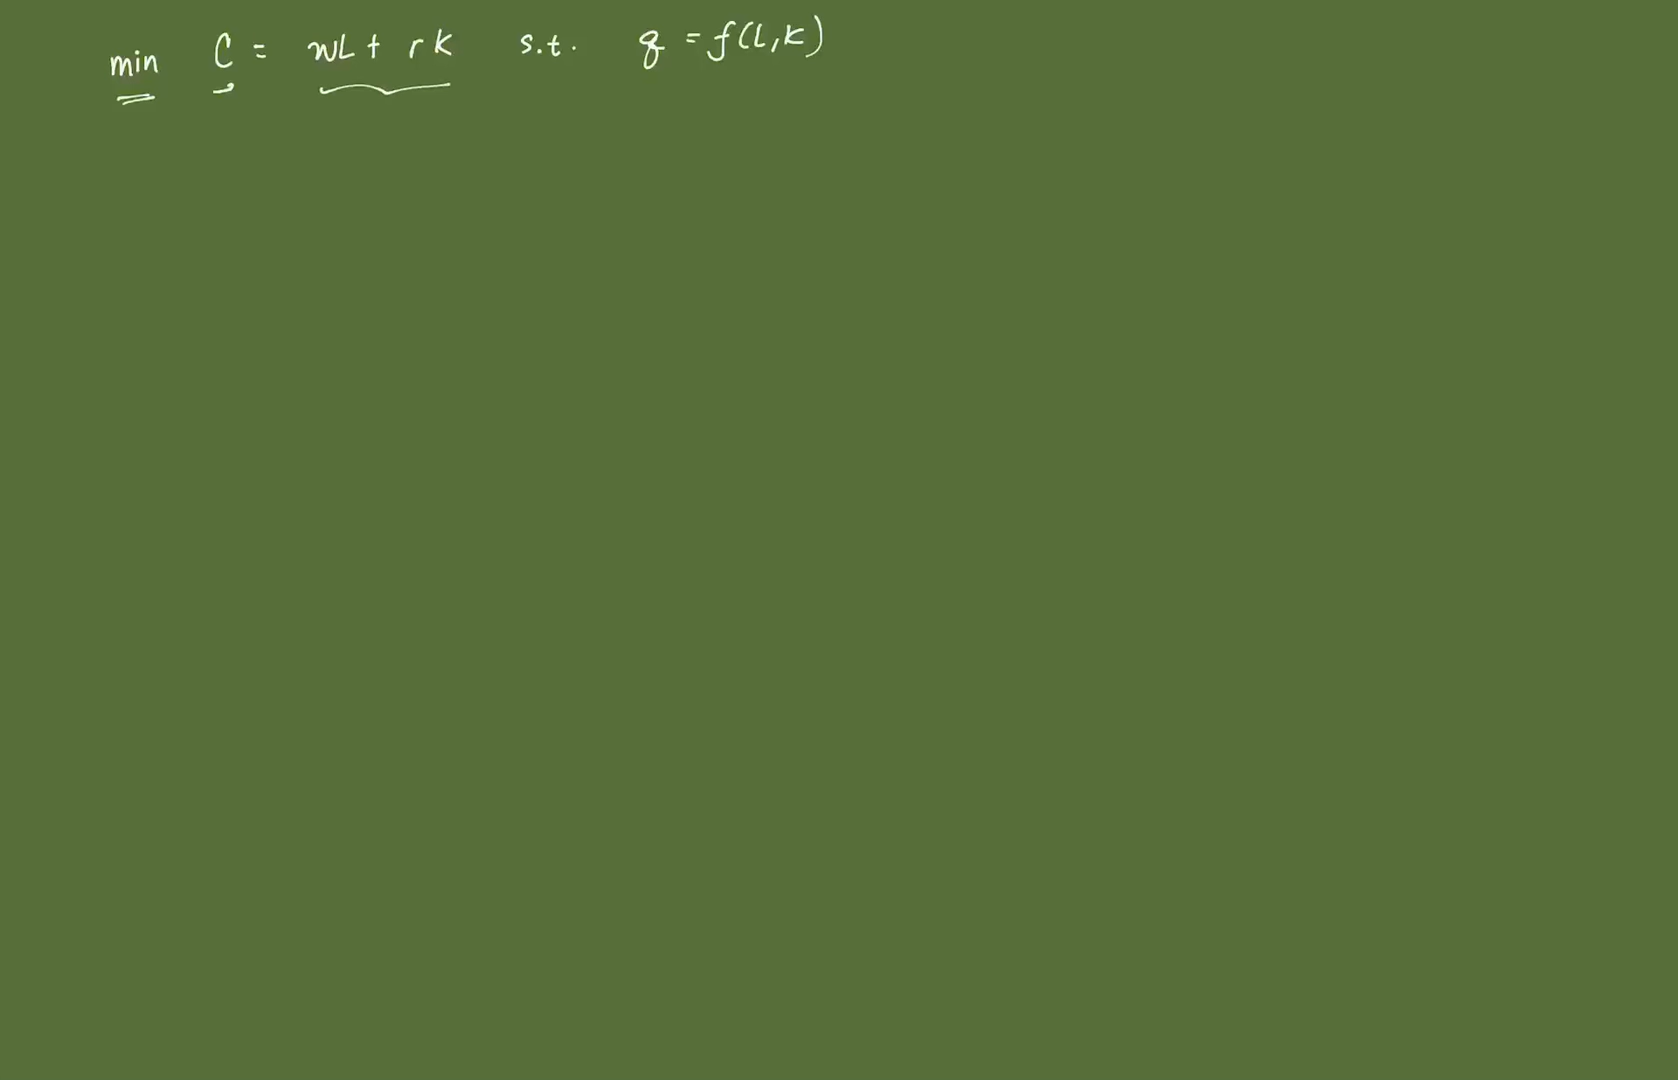 min C = wL + rK s.t. q = f(L,K)